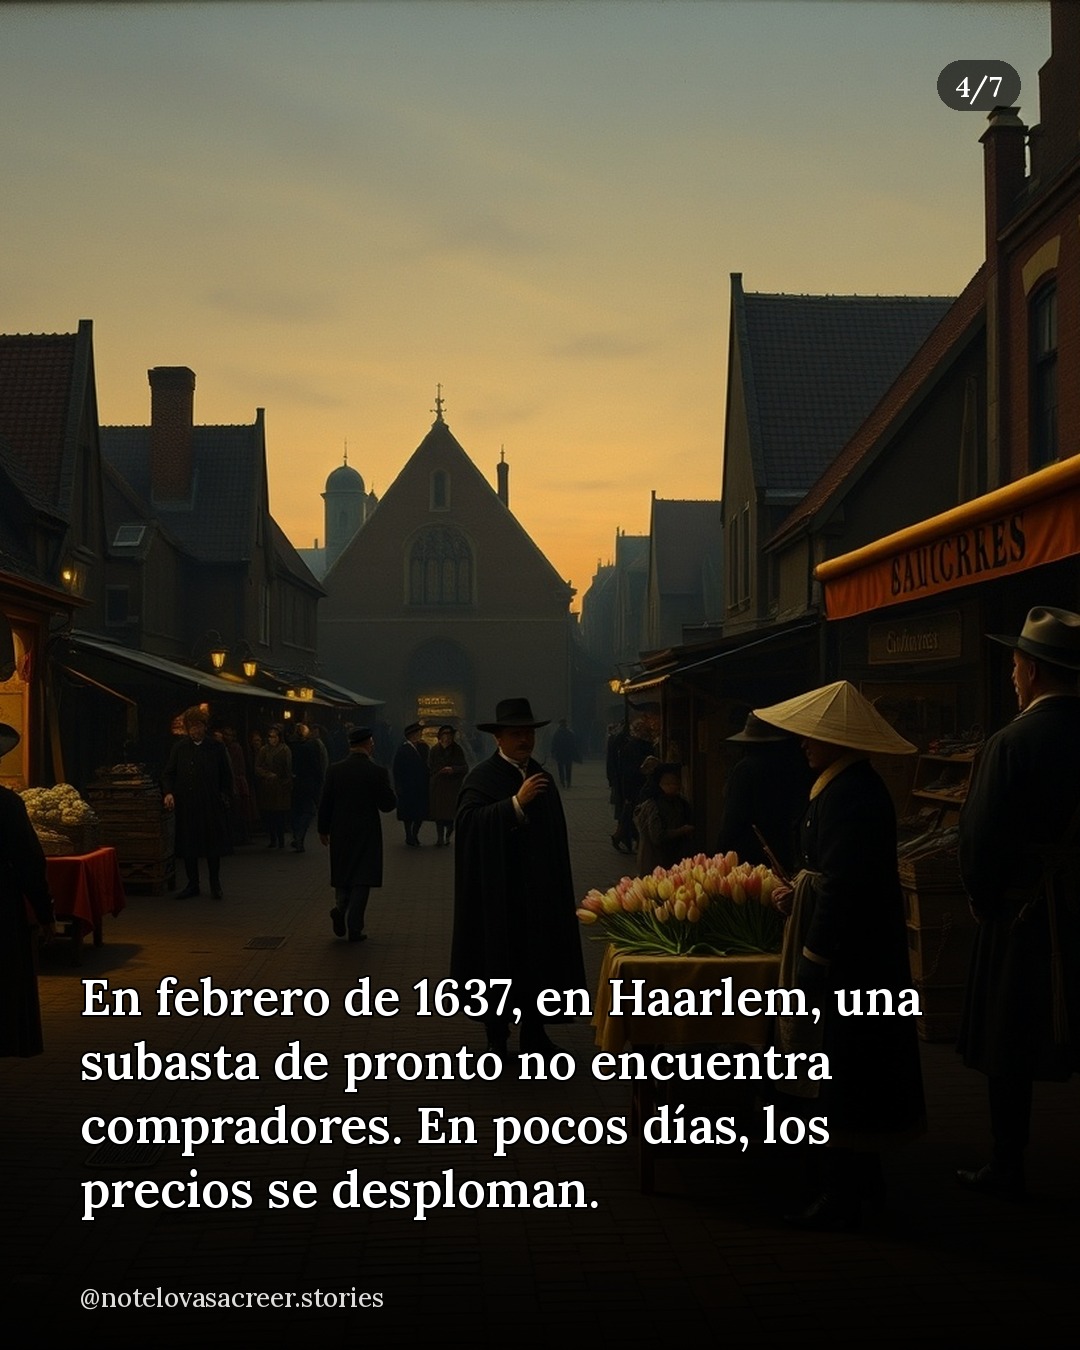 4/7
SAUCRRES
En febrero de 1637, en Haarlem, una
subasta de pronto no encuentra
compradores. En pocos días, los
precios se desploman.
@notelovasacreer.stories